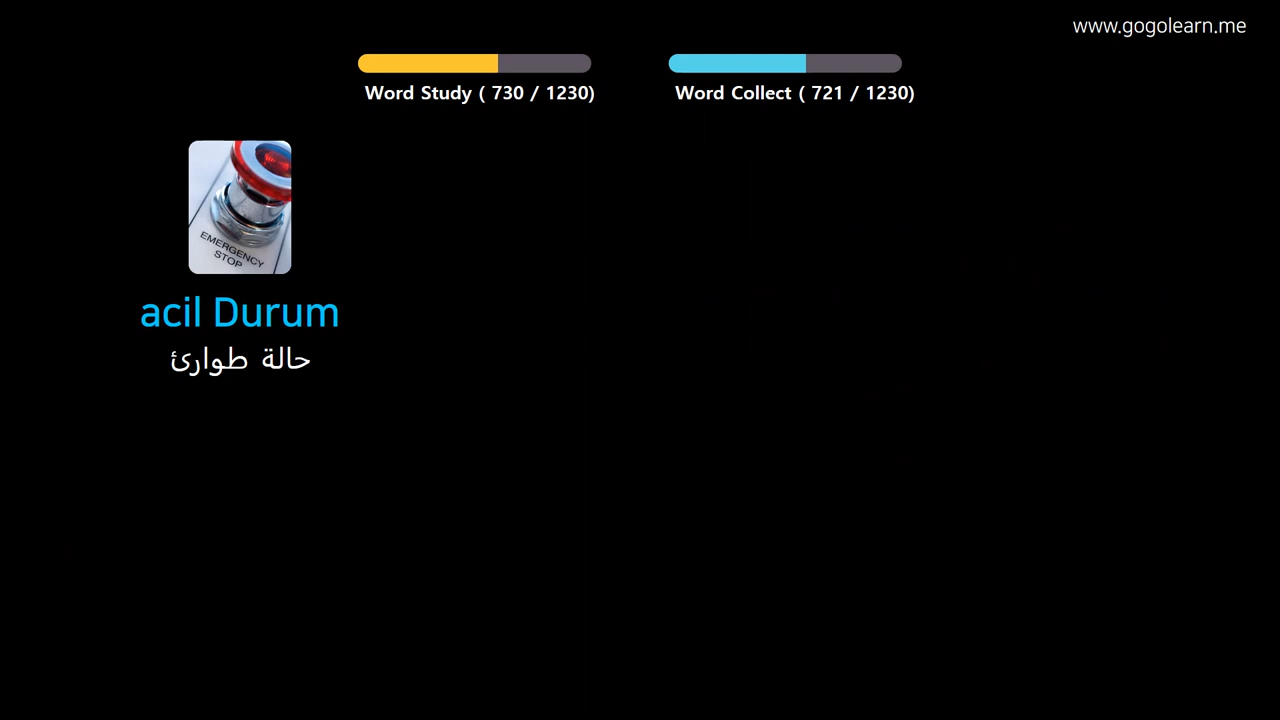 www.gogolearn.me
Word Study ( 730 / 1230)
Word Collect ( 721 / 1230)
EMERGENCY
STOP
acil Durum
حالة طوارئ